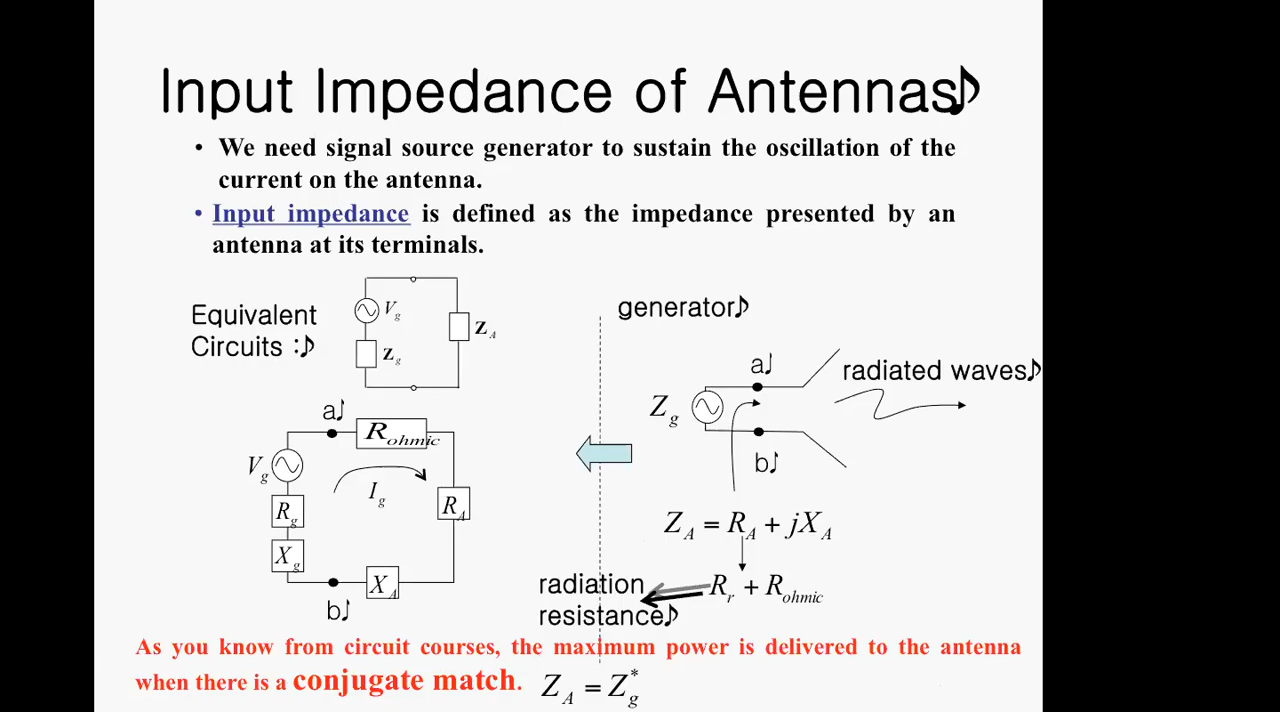 Input Impedance of Antennas♪
• We need signal source generator to sustain the oscillation of the
current on the antenna.
• Input impedance is defined as the impedance presented by an
antenna at its terminals.
Equivalent
Circuits :♪
V_g
Z_g
Z_A
generator♪
a♩
Z_g
b♩
radiated waves♪
a♩
R_ohmic
V_g
I_g
R_g
R_A
X_g
X_A
b♩
Z_A = R_A + jX_A
R_r + R_ohmic
radiation
resistance♪
As you know from circuit courses, the maximum power is delivered to the antenna
when there is a conjugate match. Z_A = Z_g^*